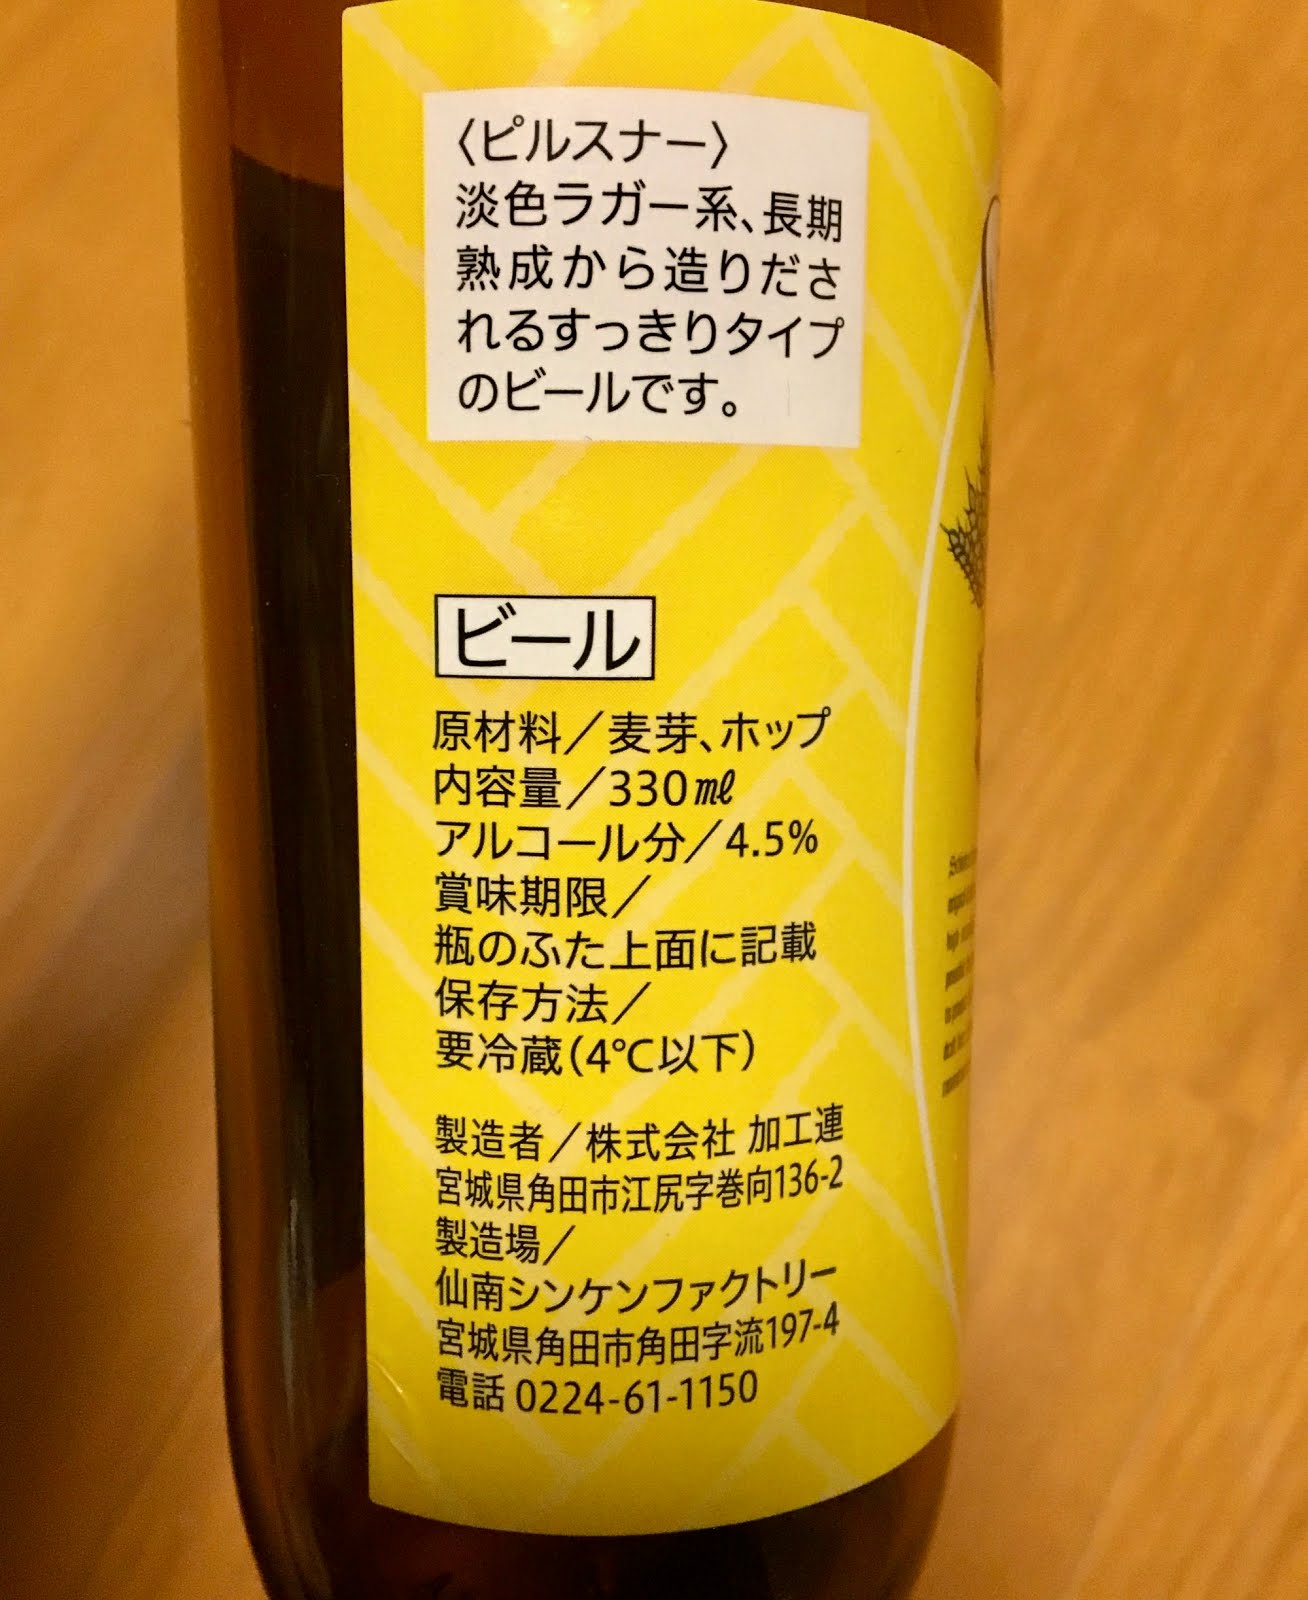 〈ピルスナー〉
淡色ラガー系、長期
熟成から造りださ
れるすっきりタイプ
のビールです。
ビール
原材料／麦芽、ホップ
内容量／330㎖
アルコール分／4.5%
賞味期限／
瓶のふた上面に記載
保存方法／
要冷蔵(4℃以下)
製造者／株式会社 加工連
宮城県角田市江尻字巻向136-2
製造場／
仙南シンケンファクトリー
宮城県角田市角田字流197-4
電話 0224-61-1150